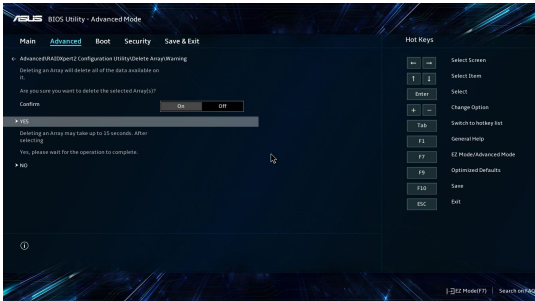 ASUS BIOS Utility - Advanced Mode
Main Advanced Boot Security Save & Exit
Hot Keys
← Advanced\RAIDXpert2 Configuration Utility\Delete Array\Warning
Deleting an Array will delete all of the data available on
it.
Are you sure you want to delete the selected Array(s)?
Confirm On Off
YES
Deleting an Array may take up to 15 seconds. After
selecting
Yes, please wait for the operation to complete.
NO
← → Select Screen
↑ ↓ Select Item
Enter Select
+ − Change Option
Tab Switch to hotkey list
F1 General Help
F7 EZ Mode/Advanced Mode
F9 Optimized Defaults
F10 Save
ESC Exit
EZ Mode(F7) | Search on FAQ